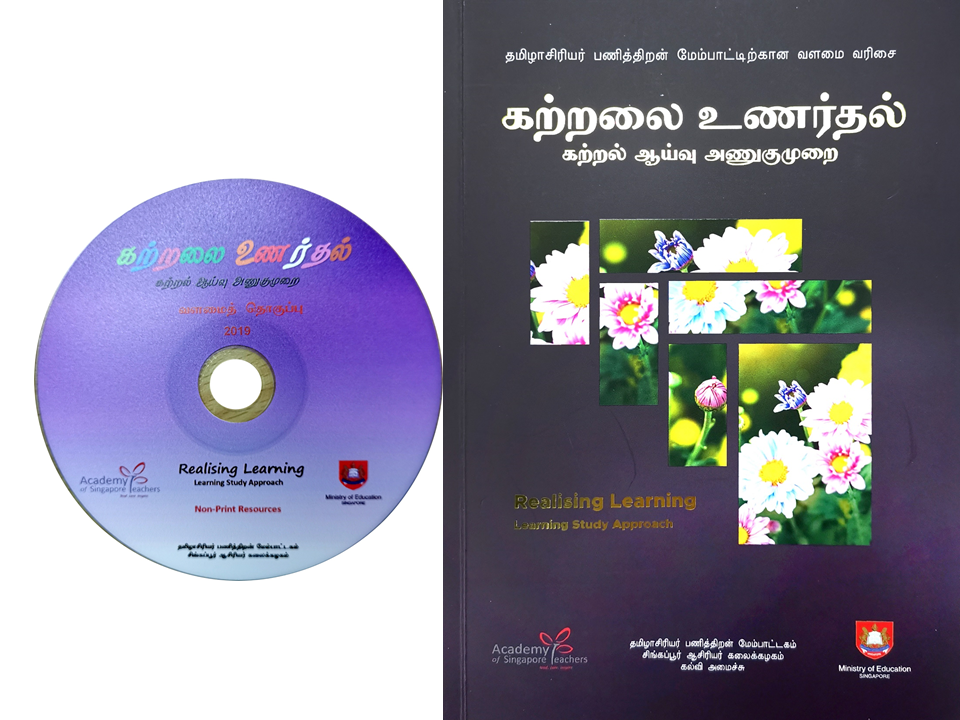 கற்றலை உணர்தல்
கற்றல் ஆய்வு அணுகுமுறை
வளமைத் தொகுப்பு
2019
Academy
of Singapore Teachers
Realising Learning
Learning Study Approach
Ministry of Education
SINGAPORE
Non-Print Resources
தமிழாசிரியர் பணித்திறன் மேம்பாட்டகம்
சிங்கப்பூர் ஆசிரியர் கலைக்கழகம்
தமிழாசிரியர் பணித்திறன் மேம்பாட்டிற்கான வளமை வரிசை
கற்றலை உணர்தல்
கற்றல் ஆய்வு அணுகுமுறை
Realising Learning
Learning Study Approach
Academy
of Singapore Teachers
தமிழாசிரியர் பணித்திறன் மேம்பாட்டகம்
சிங்கப்பூர் ஆசிரியர் கலைக்கழகம்
கல்வி அமைச்சு
Ministry of Education
SINGAPORE